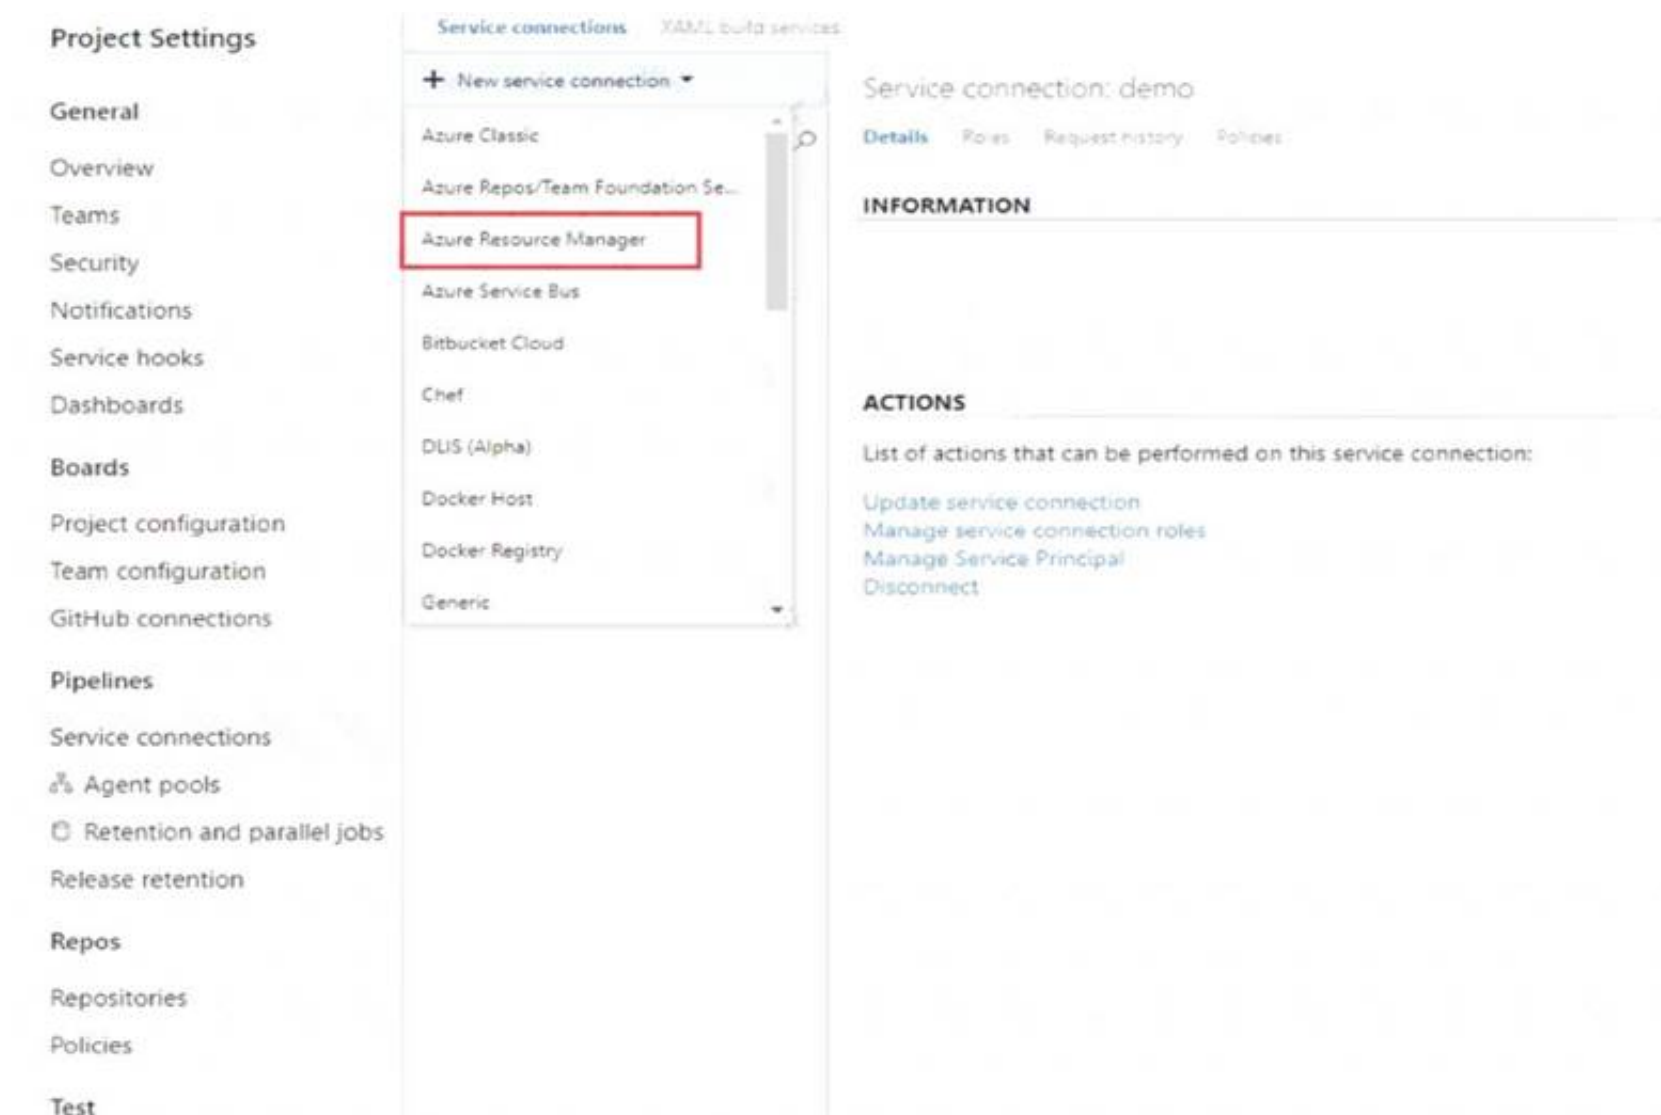 Project Settings
General
Overview
Teams
Security
Notifications
Service hooks
Dashboards
Boards
Project configuration
Team configuration
GitHub connections
Pipelines
Service connections
Agent pools
Retention and parallel jobs
Release retention
Repos
Repositories
Policies
Test
Service connections XAML build services
+ New service connection
Azure Classic
Azure Repos/Team Foundation Se...
Azure Resource Manager
Azure Service Bus
Bitbucket Cloud
Chef
DLIS (Alpha)
Docker Host
Docker Registry
Generic
Service connection: demo
Details Roles Request history Policies
INFORMATION
ACTIONS
List of actions that can be performed on this service connection:
Update service connection
Manage service connection roles
Manage Service Principal
Disconnect